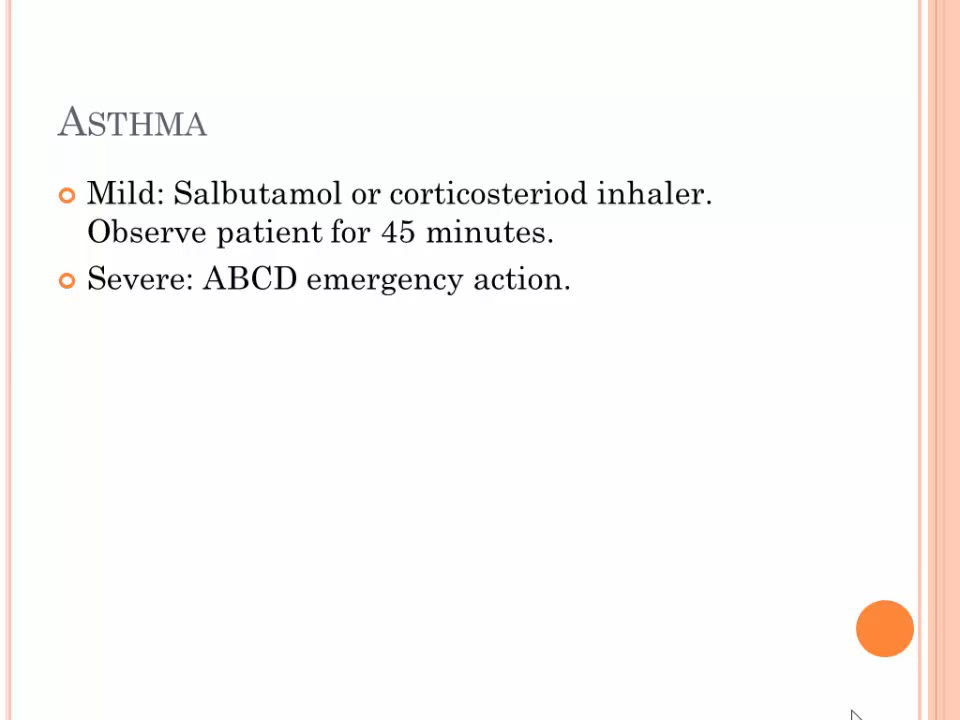 ASTHMA
Mild: Salbutamol or corticosteriod inhaler.
Observe patient for 45 minutes.
Severe: ABCD emergency action.